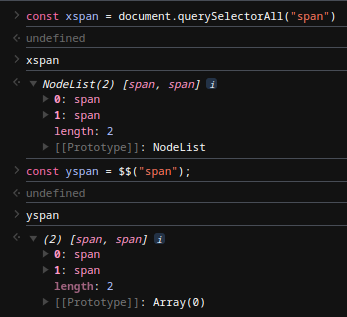 const xspan = document.querySelectorAll("span")
undefined
xspan
NodeList(2) [span, span] i
0: span
1: span
length: 2
[[Prototype]]: NodeList
const yspan = $$("span");
undefined
yspan
(2) [span, span] i
0: span
1: span
length: 2
[[Prototype]]: Array(0)